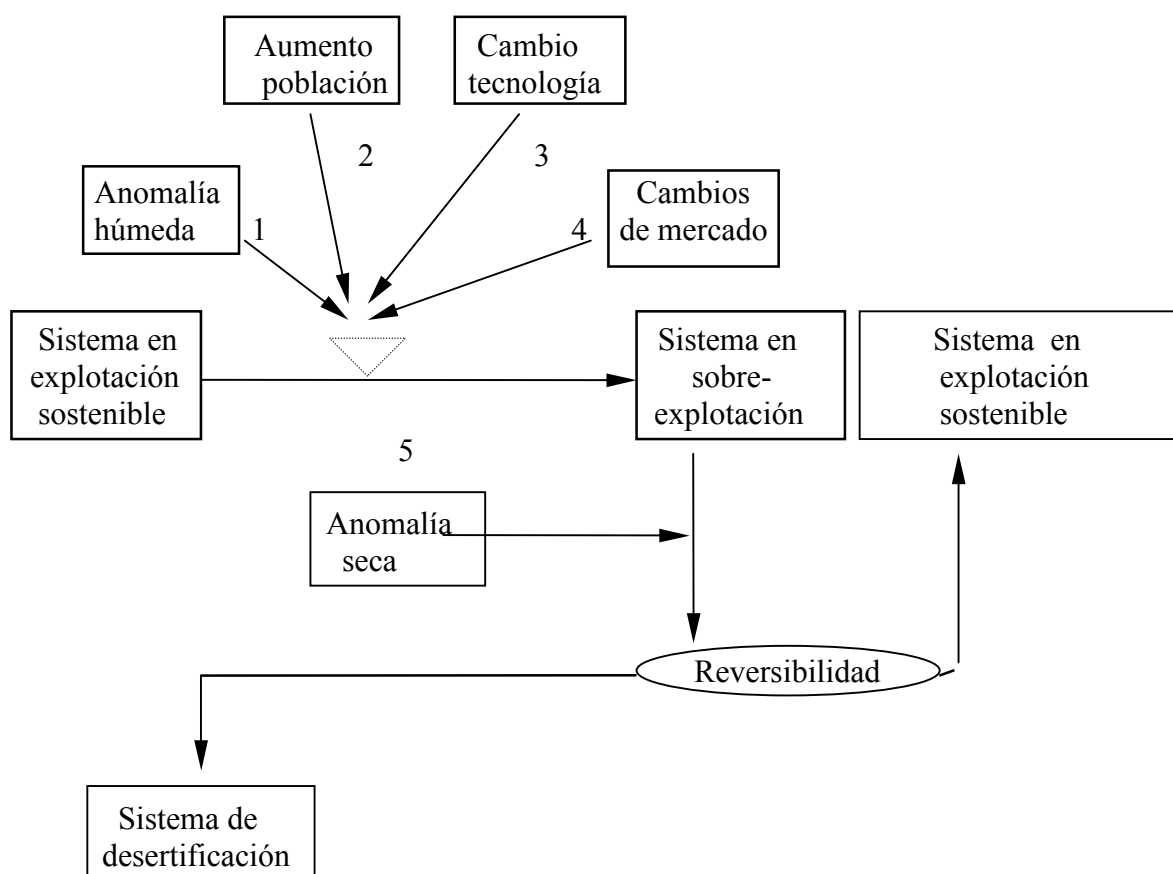 Aumento
población
Cambio
tecnología
2
3
Anomalía
húmeda
1
4
Cambios
de mercado
Sistema en
explotación
sostenible
Sistema en
sobre-
explotación
Sistema en
explotación
sostenible
5
Anomalía
seca
Reversibilidad
Sistema de
desertificación